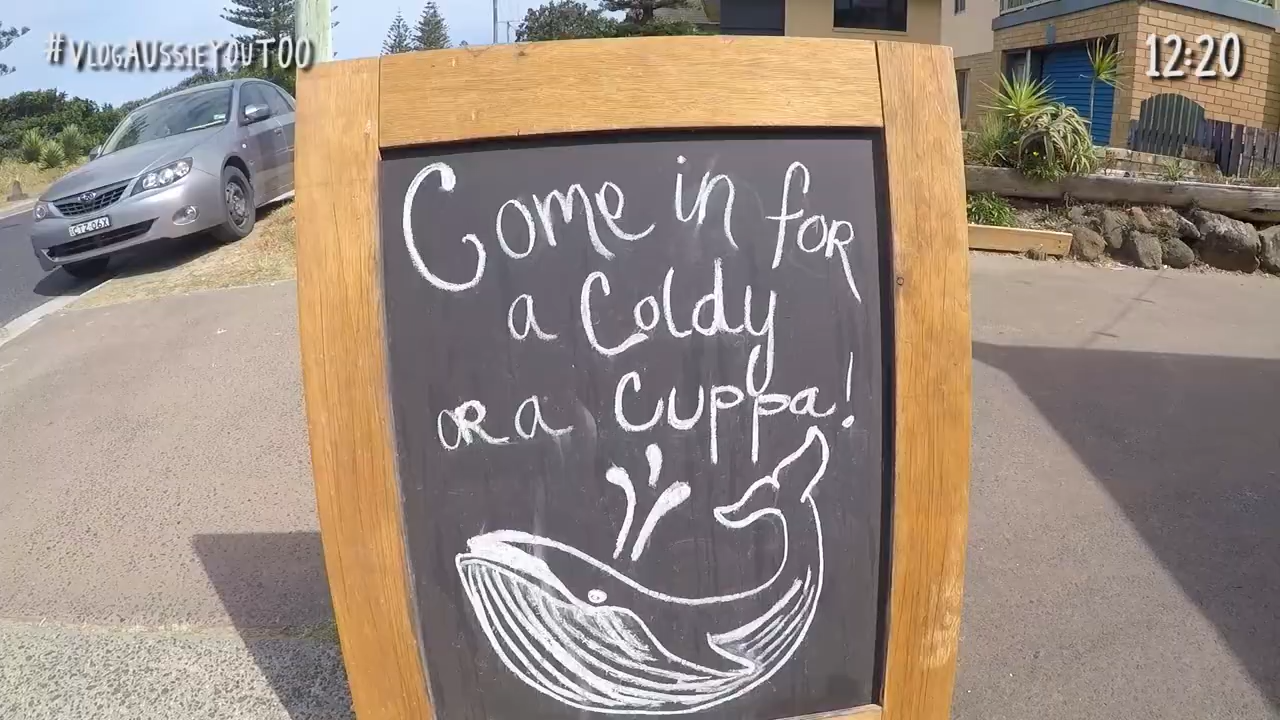 #VLOGAUSSIEYOUTOO
12:20
Come in for
a Coldy
or a Cuppa!